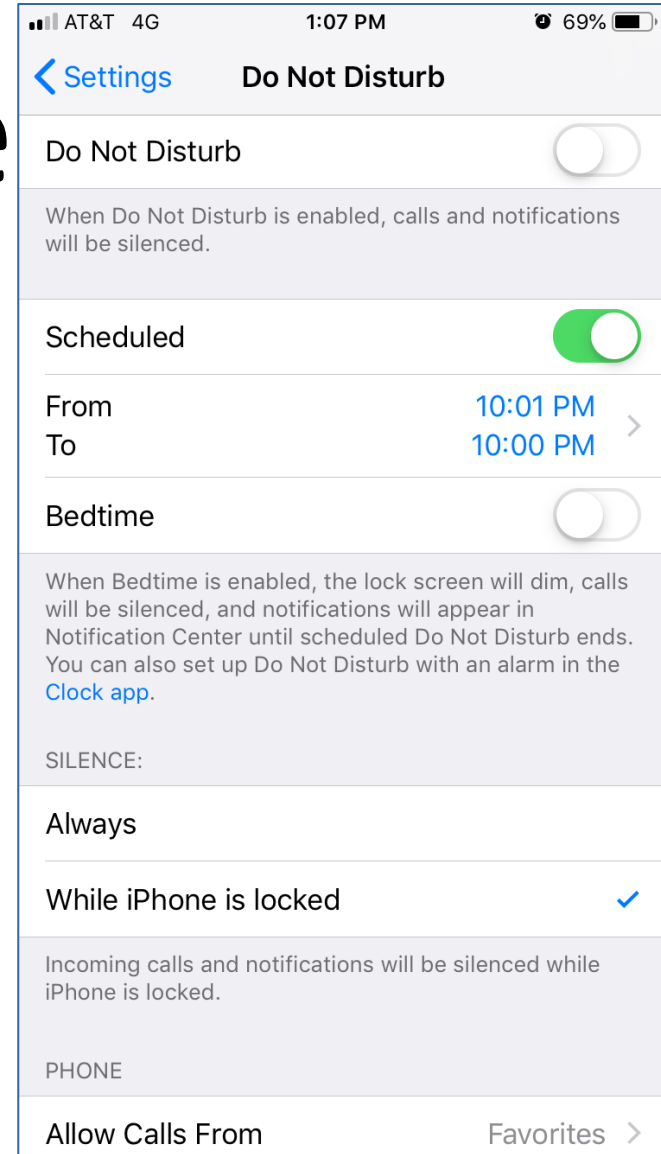 AT&T 4G 1:07 PM 69%
Settings Do Not Disturb
e
Do Not Disturb
When Do Not Disturb is enabled, calls and notifications
will be silenced.
Scheduled
From 10:01 PM
To 10:00 PM
Bedtime
When Bedtime is enabled, the lock screen will dim, calls
will be silenced, and notifications will appear in
Notification Center until scheduled Do Not Disturb ends.
You can also set up Do Not Disturb with an alarm in the
Clock app.
SILENCE:
Always
While iPhone is locked
Incoming calls and notifications will be silenced while
iPhone is locked.
PHONE
Allow Calls From Favorites